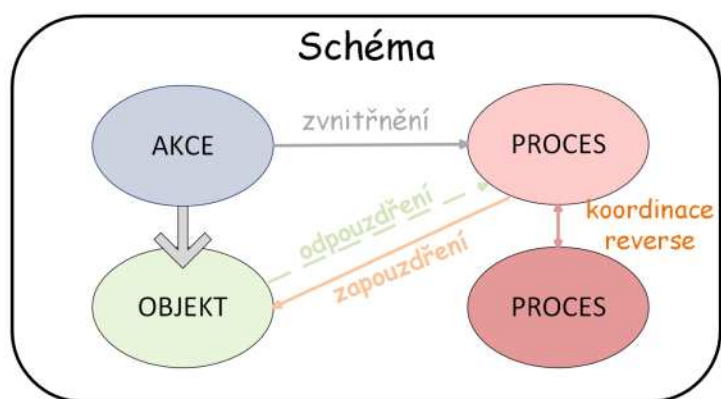 Schéma
AKCE
zvnitřnění
PROCES
odpouzdření
zapouzdření
koordinace
reverse
OBJEKT
PROCES